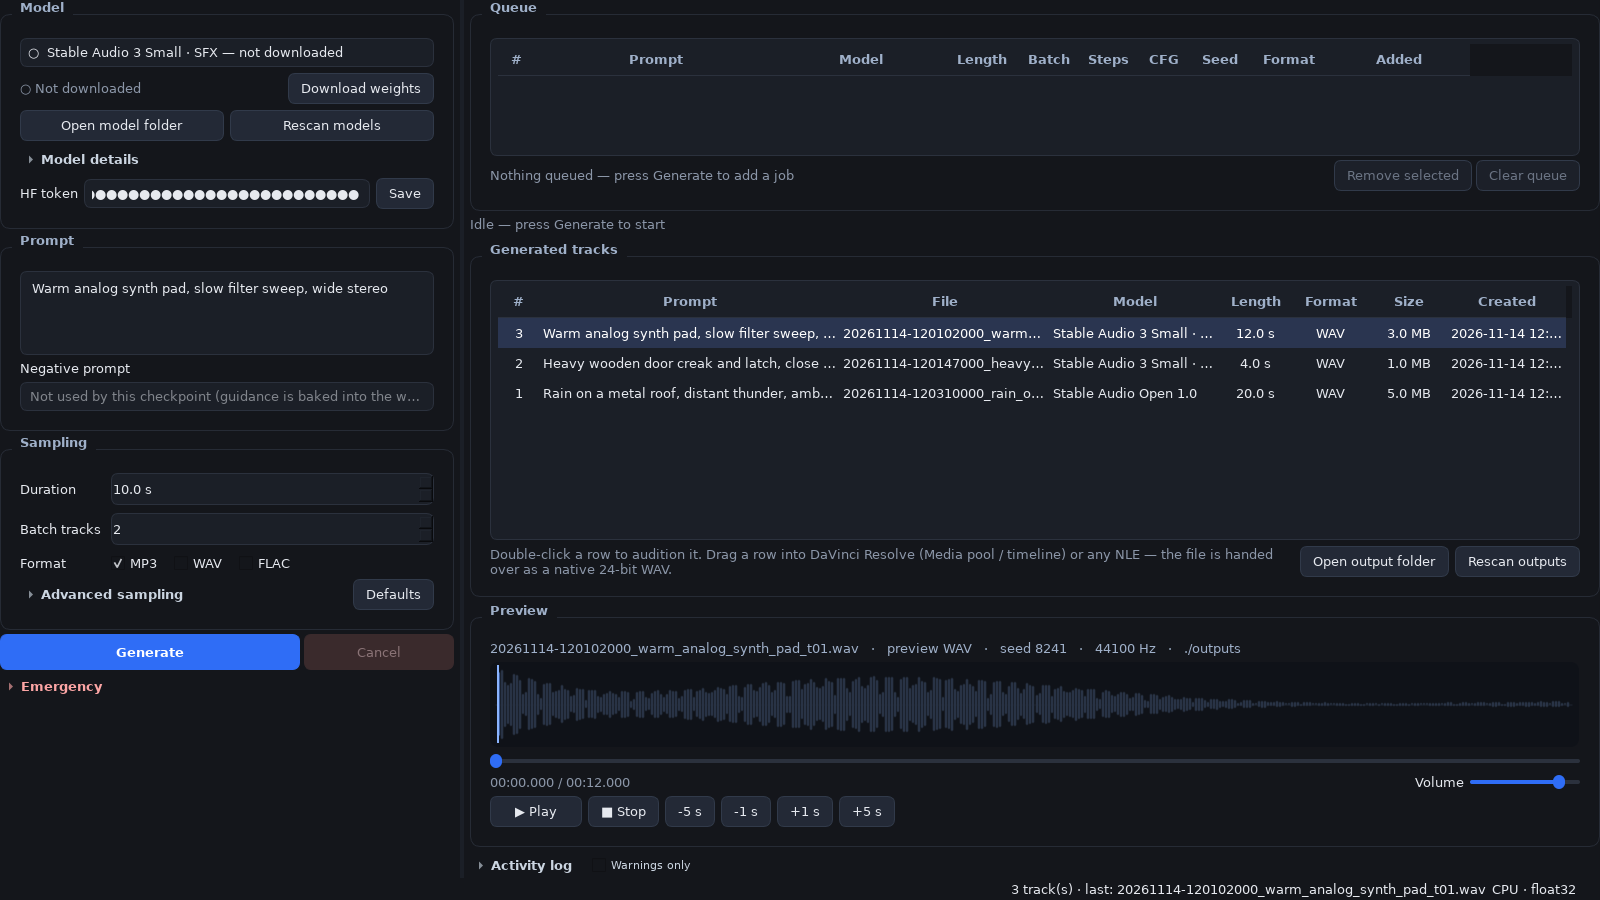 Model
Stable Audio 3 Small · SFX — not downloaded
Not downloaded
Download weights
Open model folder
Rescan models
Model details
HF token
Save
Prompt
Warm analog synth pad, slow filter sweep, wide stereo
Negative prompt
Not used by this checkpoint (guidance is baked into the w…
Sampling
Duration 10.0 s
Batch tracks 2
Format MP3 WAV FLAC
Advanced sampling
Defaults
Generate
Cancel
Emergency
Queue
# Prompt Model Length Batch Steps CFG Seed Format Added
Nothing queued — press Generate to add a job
Remove selected
Clear queue
Idle — press Generate to start
Generated tracks
# Prompt File Model Length Format Size Created
3 Warm analog synth pad, slow filter sweep, … 20261114-120102000_warm… Stable Audio 3 Small · … 12.0 s WAV 3.0 MB 2026-11-14 12:…
2 Heavy wooden door creak and latch, close … 20261114-120147000_heavy… Stable Audio 3 Small · … 4.0 s WAV 1.0 MB 2026-11-14 12:…
1 Rain on a metal roof, distant thunder, amb… 20261114-120310000_rain_o… Stable Audio Open 1.0 20.0 s WAV 5.0 MB 2026-11-14 12:…
Double-click a row to audition it. Drag a row into DaVinci Resolve (Media pool / timeline) or any NLE — the file is handed
over as a native 24-bit WAV.
Open output folder
Rescan outputs
Preview
20261114-120102000_warm_analog_synth_pad_t01.wav · preview WAV · seed 8241 · 44100 Hz · ./outputs
00:00.000 / 00:12.000
Volume
▶ Play
■ Stop
-5 s
-1 s
+1 s
+5 s
Activity log
Warnings only
3 track(s) · last: 20261114-120102000_warm_analog_synth_pad_t01.wav CPU · float32